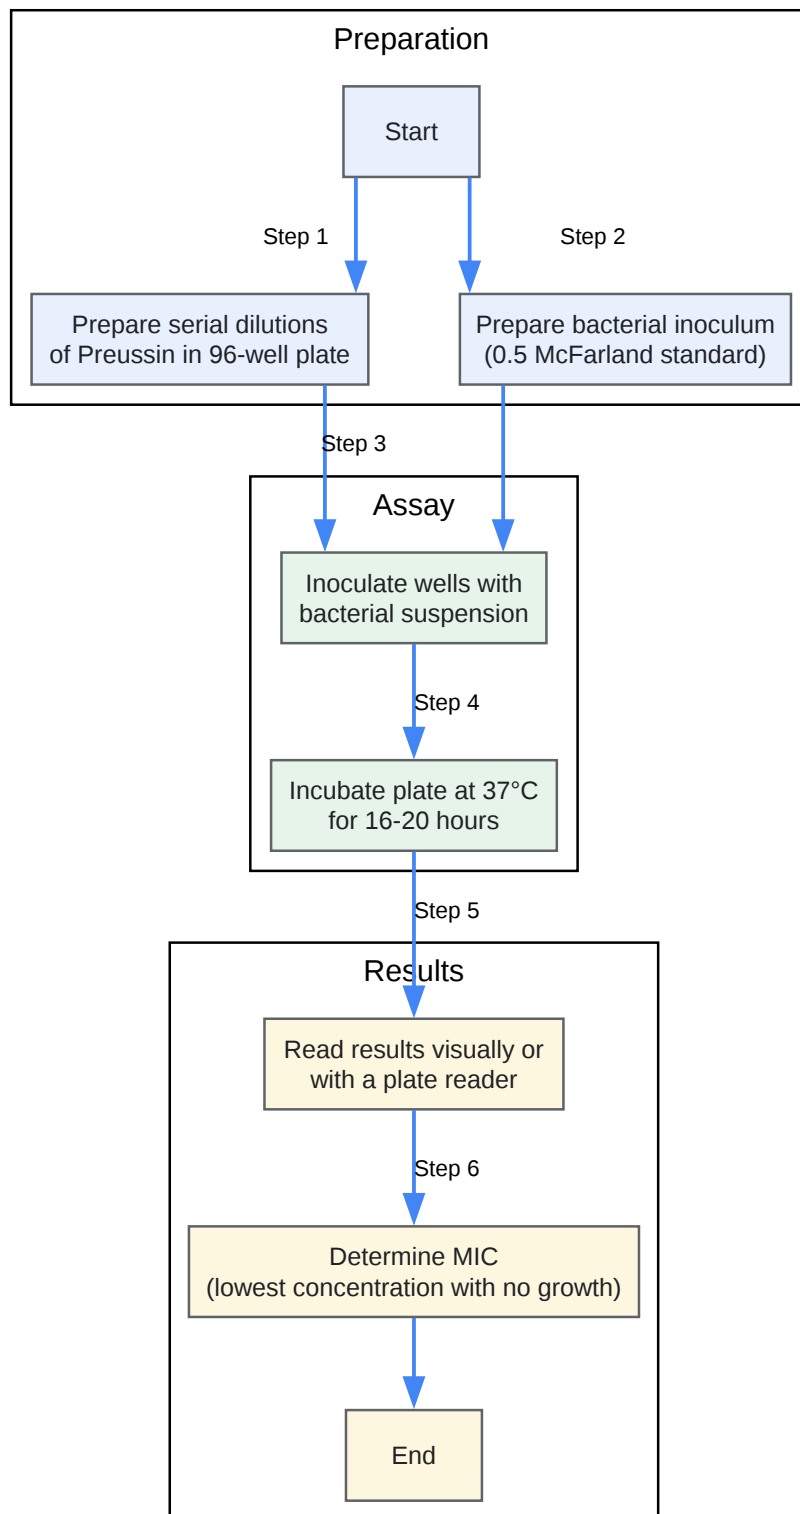 Preparation
Start
Step 1
Step 2
Prepare serial dilutions
of Preussin in 96-well plate
Prepare bacterial inoculum
(0.5 McFarland standard)
Step 3
Assay
Inoculate wells with
bacterial suspension
Step 4
Incubate plate at 37°C
for 16-20 hours
Step 5
Results
Read results visually or
with a plate reader
Step 6
Determine MIC
(lowest concentration with no growth)
End